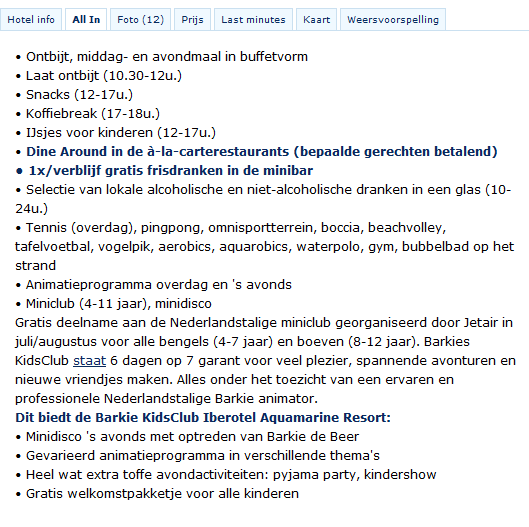 Hotel info All In Foto (12) Prijs Last minutes Kaart Weersvoorspelling
• Ontbijt, middag- en avondmaal in buffetvorm
• Laat ontbijt (10.30-12u.)
• Snacks (12-17u.)
• Koffiebreak (17-18u.)
• IJsjes voor kinderen (12-17u.)
• Dine Around in de à-la-carterestaurants (bepaalde gerechten betalend)
• 1x/verblijf gratis frisdranken in de minibar
• Selectie van lokale alcoholische en niet-alcoholische dranken in een glas (10-
24u.)
• Tennis (overdag), pingpong, omnisportterrein, boccia, beachvolley,
tafelvoetbal, vogelpik, aerobics, aquarobics, waterpolo, gym, bubbelbad op het
strand
• Animatieprogramma overdag en 's avonds
• Miniclub (4-11 jaar), minidisco
Gratis deelname aan de Nederlandstalige miniclub georganiseerd door Jetair in
juli/augustus voor alle bengels (4-7 jaar) en boeven (8-12 jaar). Barkies
KidsClub staat 6 dagen op 7 garant voor veel plezier, spannende avonturen en
nieuwe vriendjes maken. Alles onder het toezicht van een ervaren en
professionele Nederlandstalige Barkie animator.
Dit biedt de Barkie KidsClub Iberotel Aquamarine Resort:
• Minidisco 's avonds met optreden van Barkie de Beer
• Gevarieerd animatieprogramma in verschillende thema's
• Heel wat extra toffe avondactiviteiten: pyjama party, kindershow
• Gratis welkomstpakketje voor alle kinderen